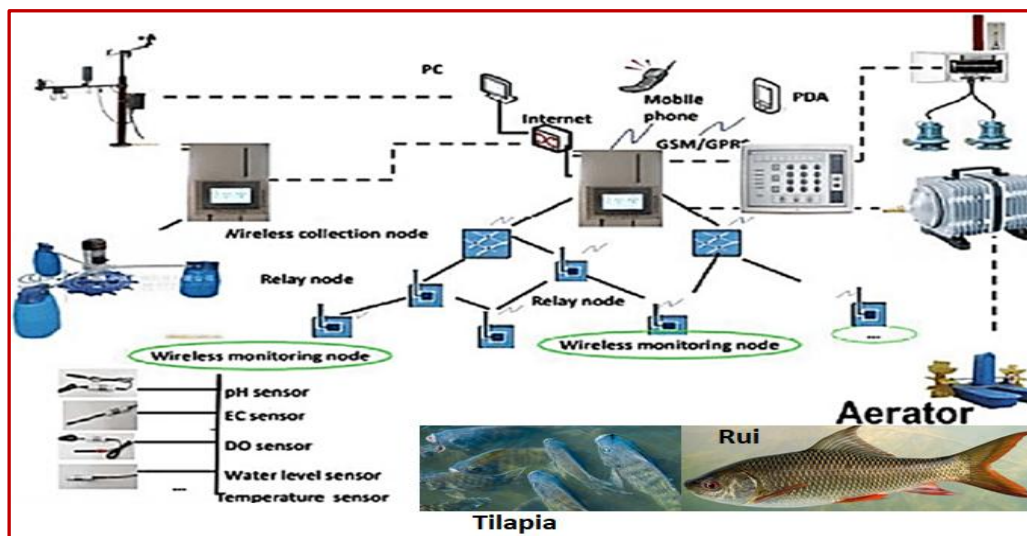 PC
Internet
Mobile
phone
PDA
GSM/GPRS
Wireless collection node
Relay node
Relay node
Wireless monitoring node
Wireless monitoring node
...
pH sensor
EC sensor
DO sensor
Water level sensor
...
Temperature sensor
Aerator
Rui
Tilapia